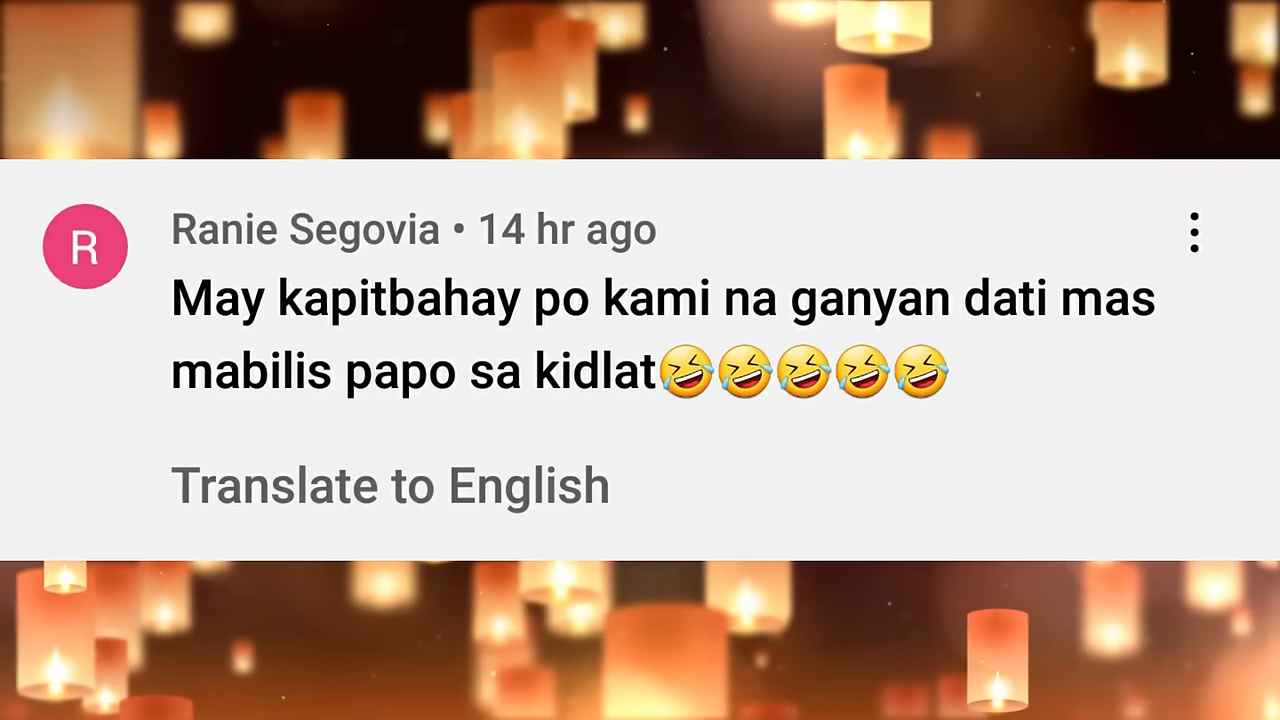 R
Ranie Segovia • 14 hr ago
May kapitbahay po kami na ganyan dati mas
mabilis papo sa kidlat🤣🤣🤣🤣🤣
Translate to English